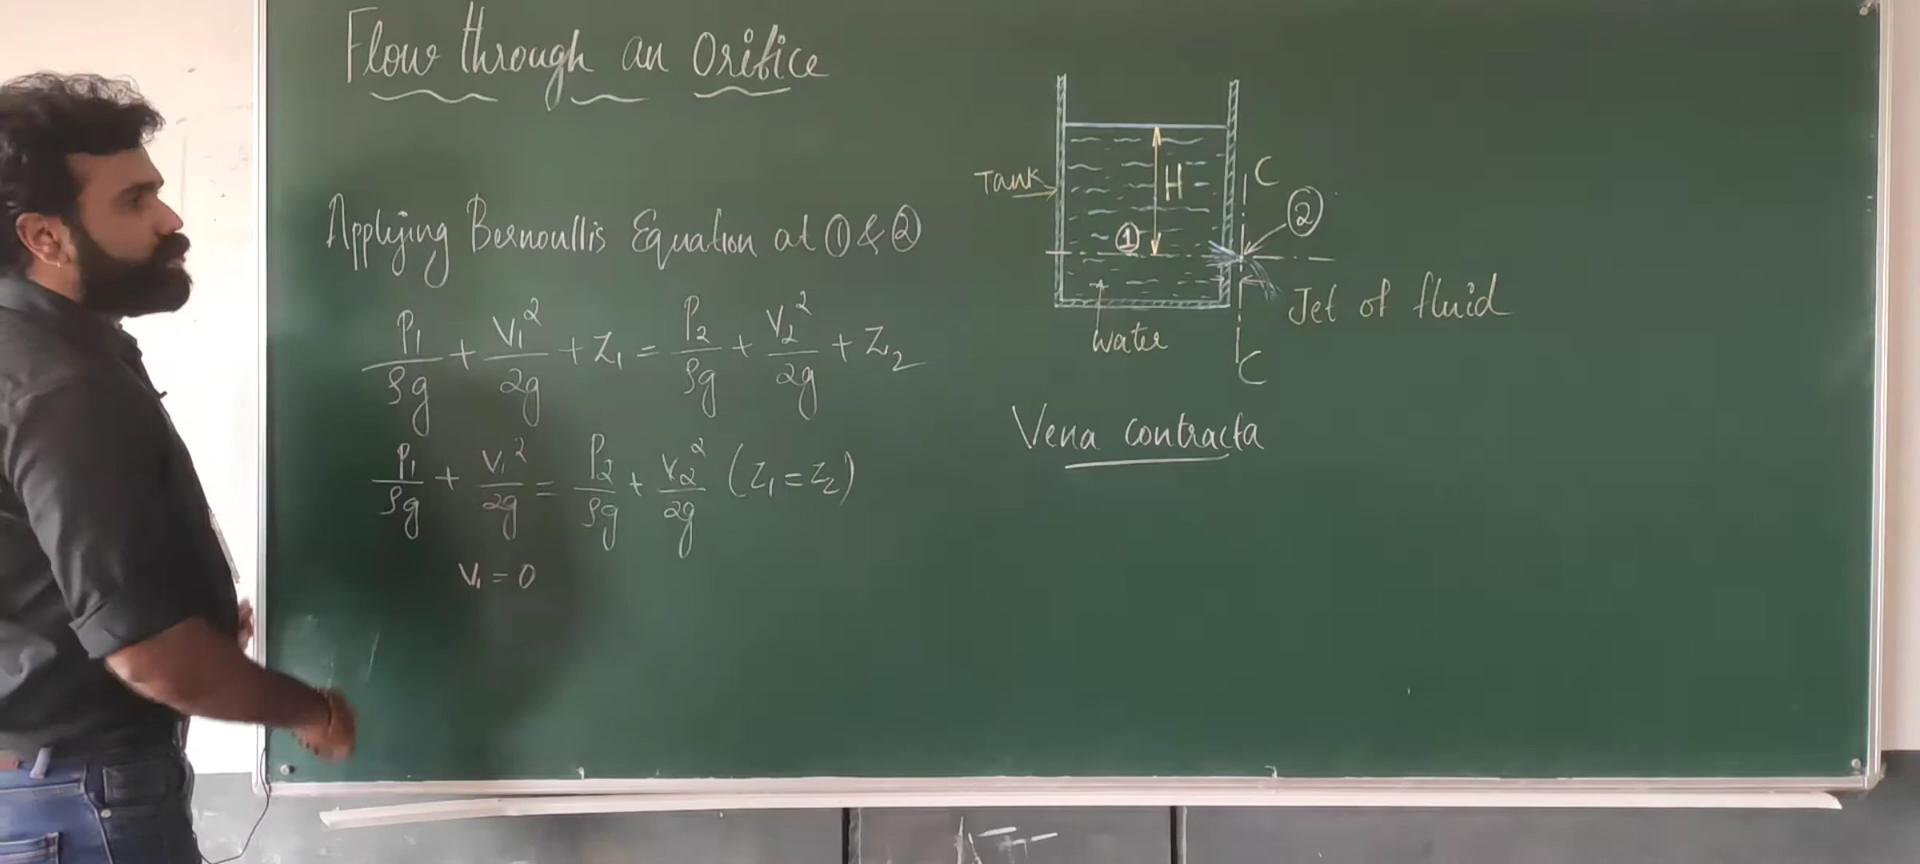 Flow through an Orifice
Applying Bernoullis Equation at ① & ②
P₁/ρg + V₁²/2g + Z₁ = P₂/ρg + V₂²/2g + Z₂
P₁/ρg + V₁²/2g = P₂/ρg + V₂²/2g (Z₁=Z₂)
V₁ = 0
Tank
H
①
C
②
Jet of fluid
water
C
Vena contracta